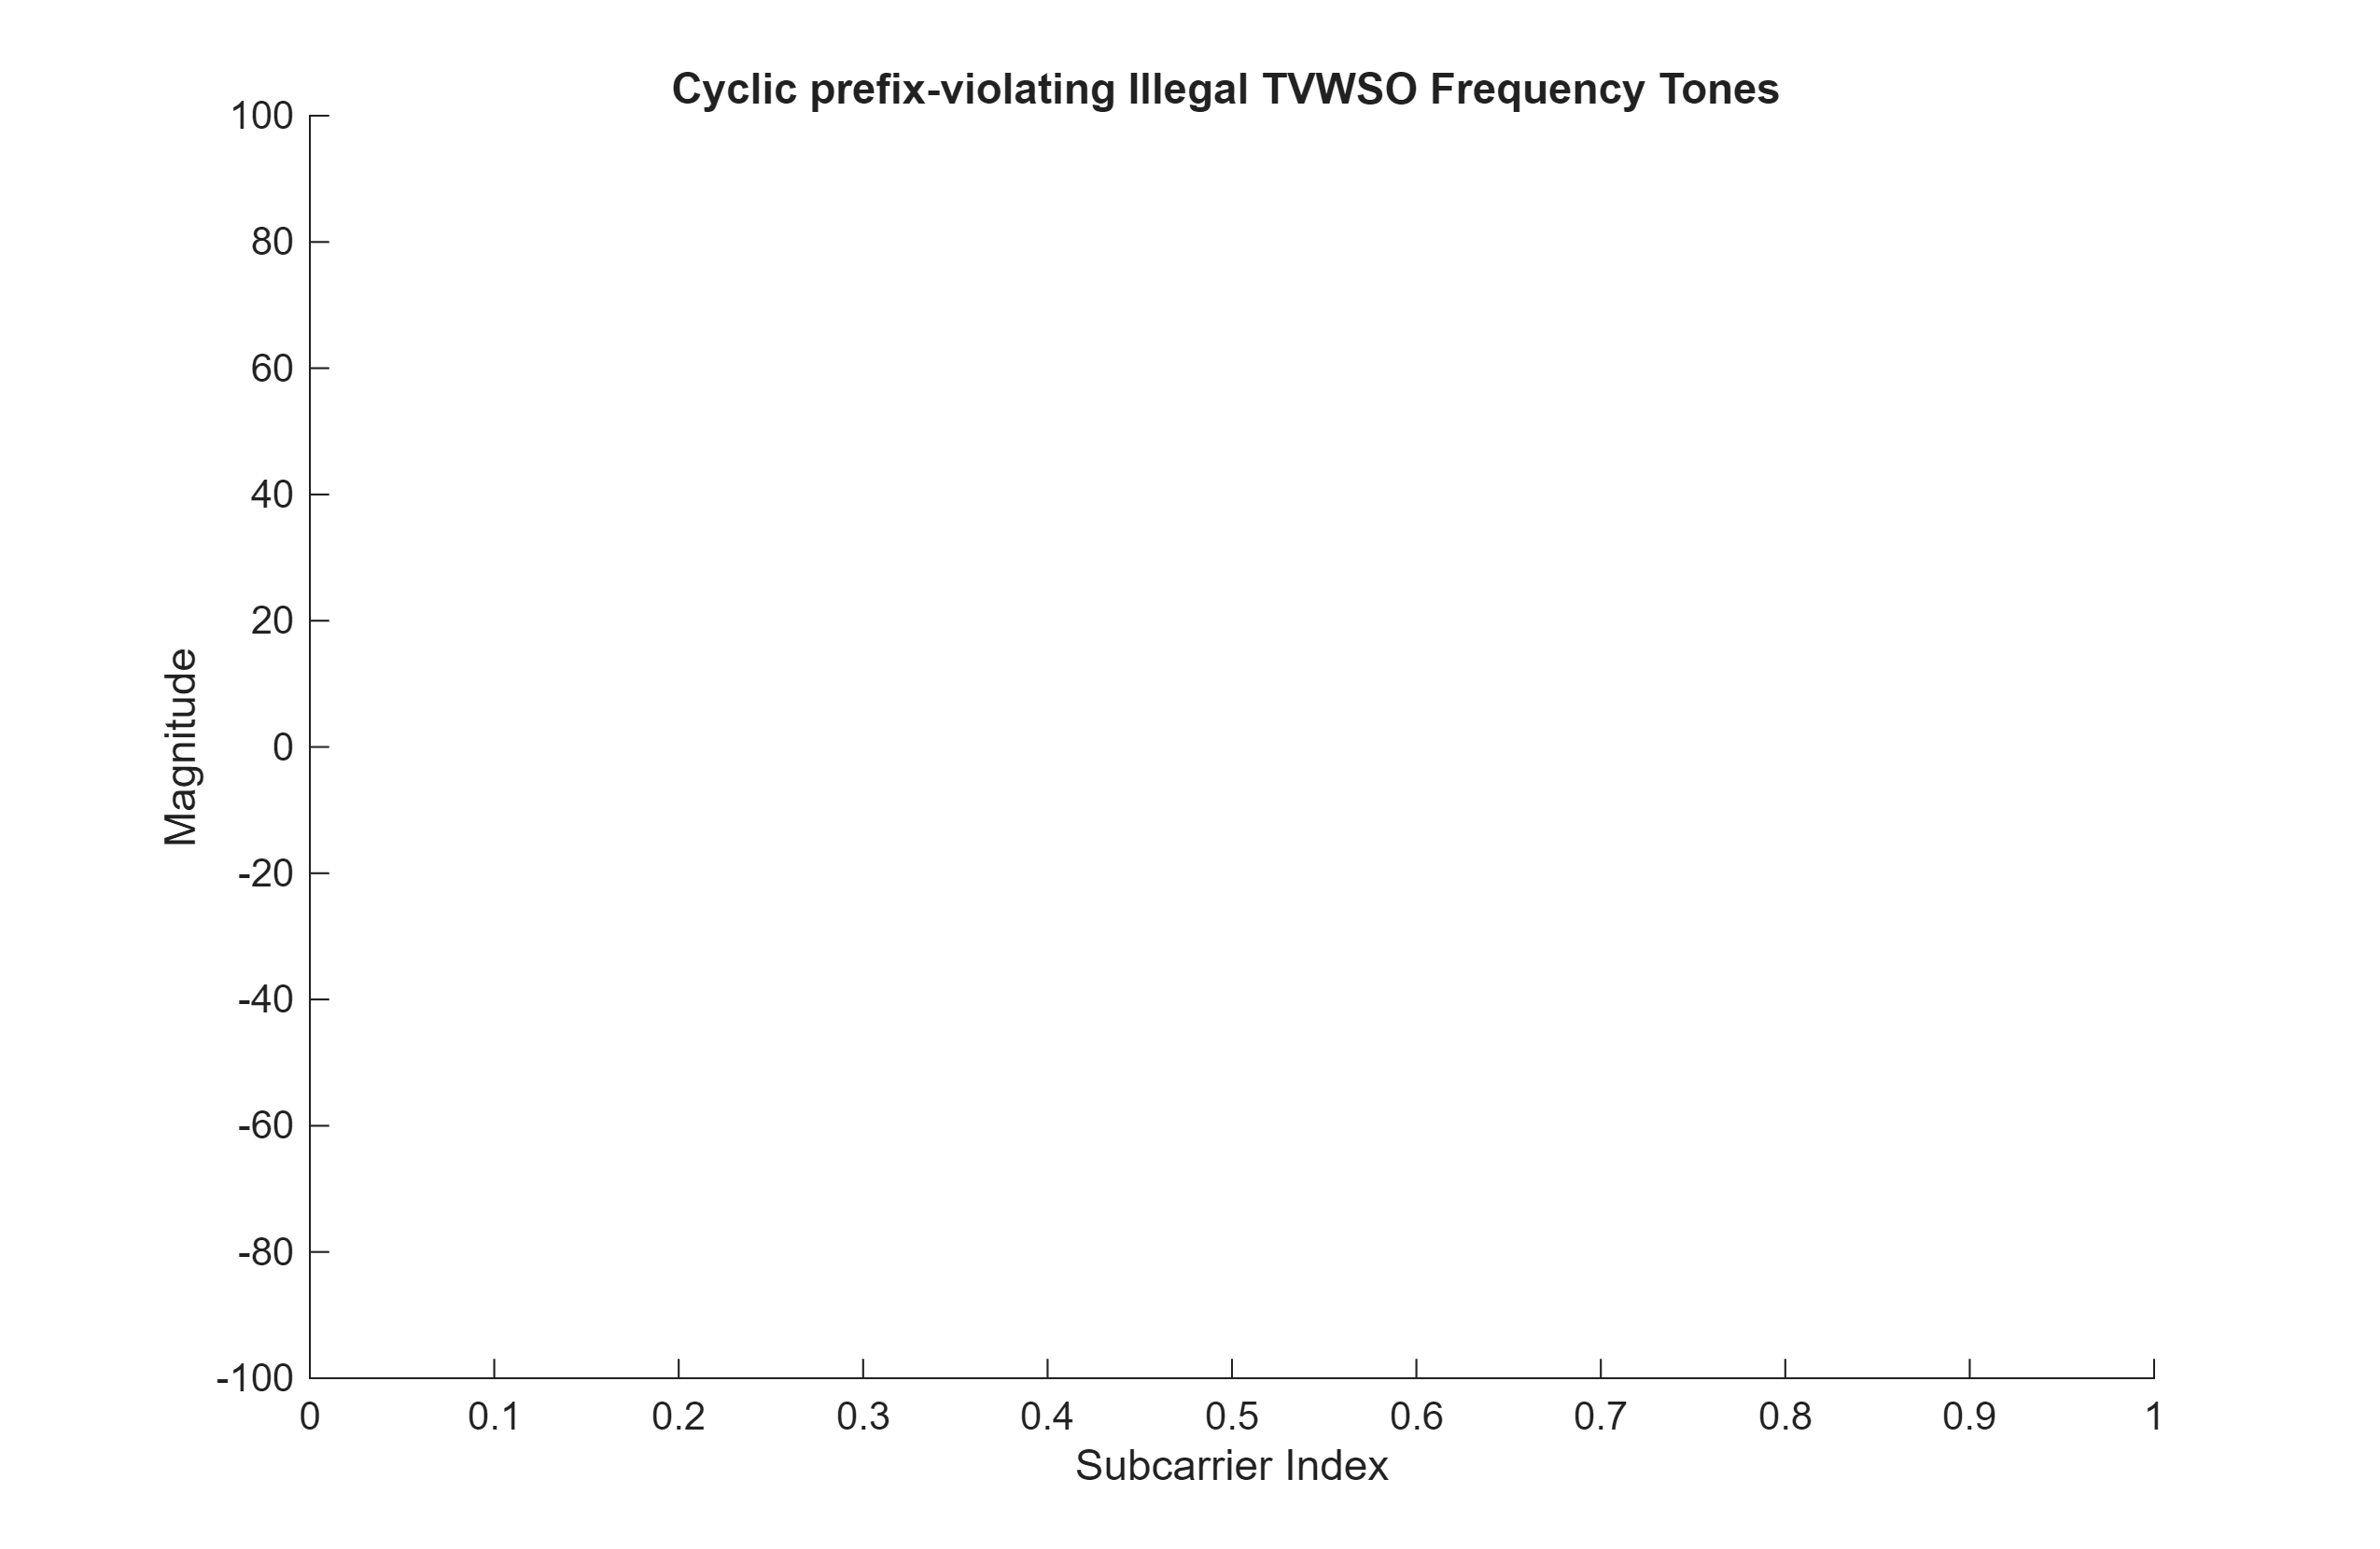 Cyclic prefix-violating Illegal TVWSO Frequency Tones
100
80
60
40
20
0
-20
-40
-60
-80
-100
Magnitude
0 0.1 0.2 0.3 0.4 0.5 0.6 0.7 0.8 0.9 1
Subcarrier Index